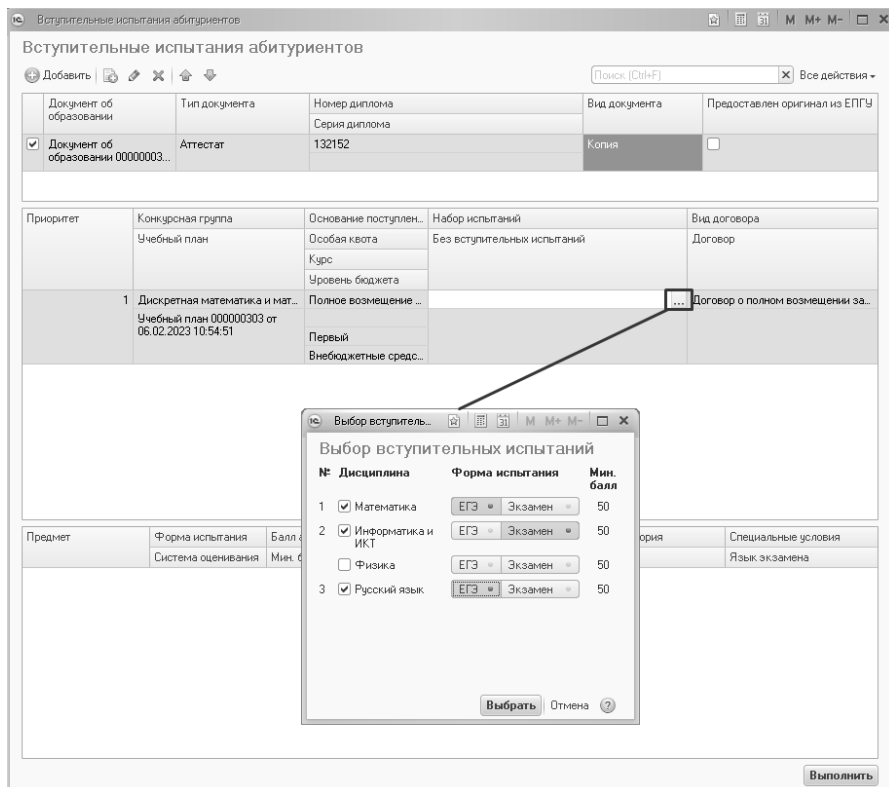 Вступительные испытания абитуриентов
M M+ M-
Вступительные испытания абитуриентов
Добавить
Поиск (Ctrl+F)
Все действия
Документ об образовании
Тип документа
Номер диплома
Вид документа
Предоставлен оригинал из ЕПГУ
Серия диплома
Документ об образовании 00000003...
Аттестат
132152
Копия
Приоритет
Конкурсная группа
Основание поступлен...
Набор испытаний
Вид договора
Учебный план
Особая квота
Без вступительных испытаний
Договор
Курс
Уровень бюджета
1
Дискретная математика и мат...
Полное возмещение ...
...
Договор о полном возмещении за...
Учебный план 000000303 от
06.02.2023 10:54:51
Первый
Внебюджетные средс...
Выбор вступитель...
31
M M+ M-
Выбор вступительных испытаний
№ Дисциплина
Форма испытания
Мин. балл
1 Математика
ЕГЭ Экзамен 50
2 Информатика и ИКТ
ЕГЭ Экзамен 50
Физика
ЕГЭ Экзамен 50
3 Русский язык
ЕГЭ Экзамен 50
Выбрать Отмена ?
Предмет
Форма испытания
Балл
Специальные условия
Система оценивания
Мин.
Язык экзамена
Выполнить